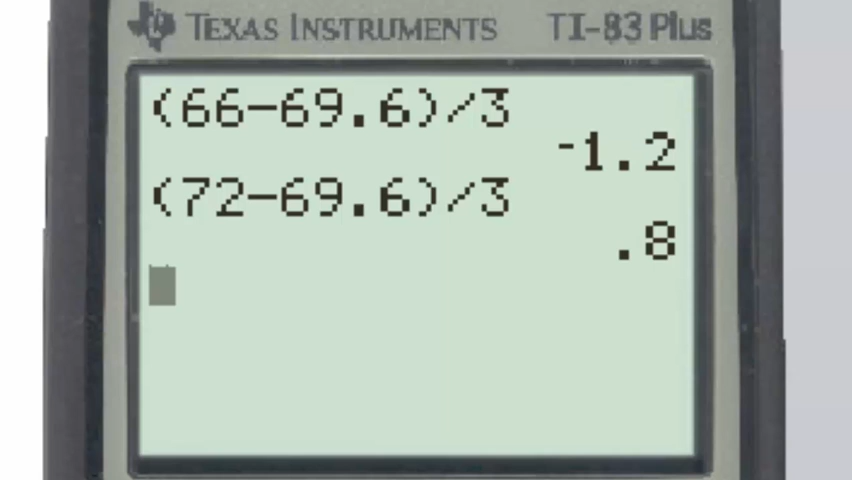 TEXAS INSTRUMENTS TI-83 Plus
(66-69.6)/3
-1.2
(72-69.6)/3
.8